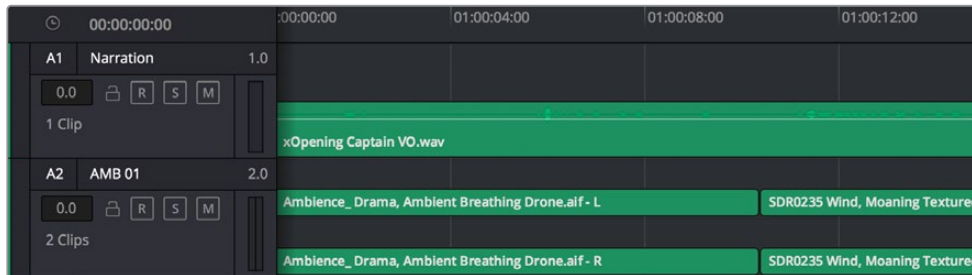 00:00:00:00 :00:00:00 01:00:04:00 01:00:08:00 01:00:12:00
A1 Narration 1.0
0.0 R S M
1 Clip
xOpening Captain VO.wav
A2 AMB 01 2.0
0.0 R S M
Ambience_ Drama, Ambient Breathing Drone.aif - L SDR0235 Wind, Moaning Texture
2 Clips
Ambience_ Drama, Ambient Breathing Drone.aif - R SDR0235 Wind, Moaning Texture